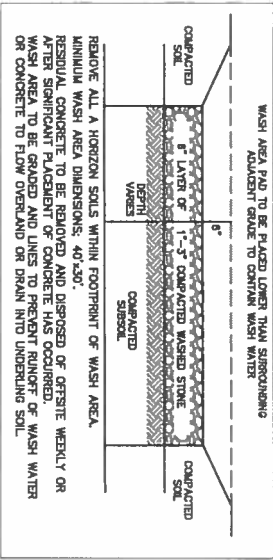 WASH AREA PAD TO BE PLACED LOWER THAN SURROUNDING
ADJACENT GRADE TO CONTAIN WASH WATER
6"
COMPACTED
SOIL
COMPACTED
SOIL
8" LAYER OF 1"-3" COMPACTED WASHED STONE
DEPTH
VARIES
COMPACTED
SUBSOIL
REMOVE ALL A HORIZON SOILS WITHIN FOOTPRINT OF WASH AREA.
MINIMUM WASH AREA DIMENSIONS; 40'x30'.
RESIDUAL CONCRETE TO BE REMOVED AND DISPOSED OF OFFSITE WEEKLY OR
AFTER SIGNIFICANT PLACEMENT OF CONCRETE HAS OCCURRED.
WASH AREA TO BE GRADED AND LINES TO PREVENT RUNOFF OF WASH WATER
OR CONCRETE TO FLOW OVERLAND OR DRAIN INTO UNDERLING SOIL